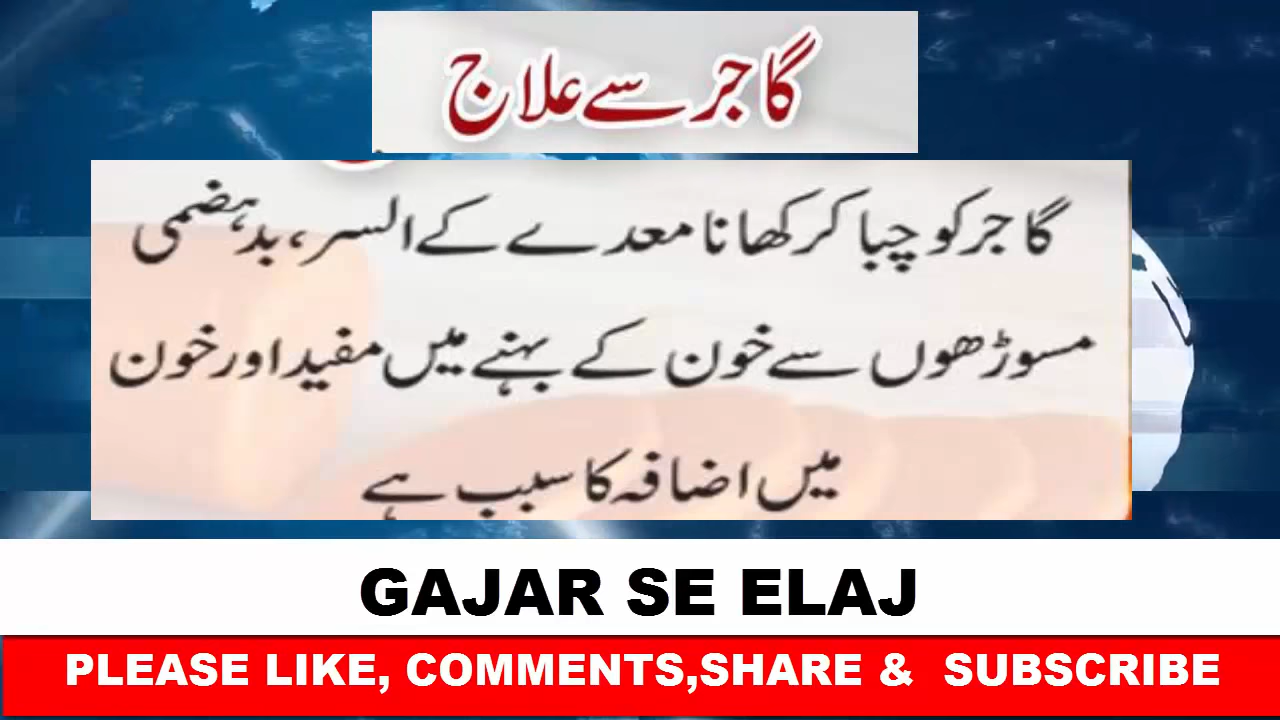 گاجر سے علاج
گاجر کو چبا کر کھانا معدے کے السر، بدہضمی
مسوڑھوں سے خون کے بہنے میں مفید اور خون
میں اضافہ کا سبب ہے
GAJAR SE ELAJ
PLEASE LIKE, COMMENTS,SHARE &  SUBSCRIBE